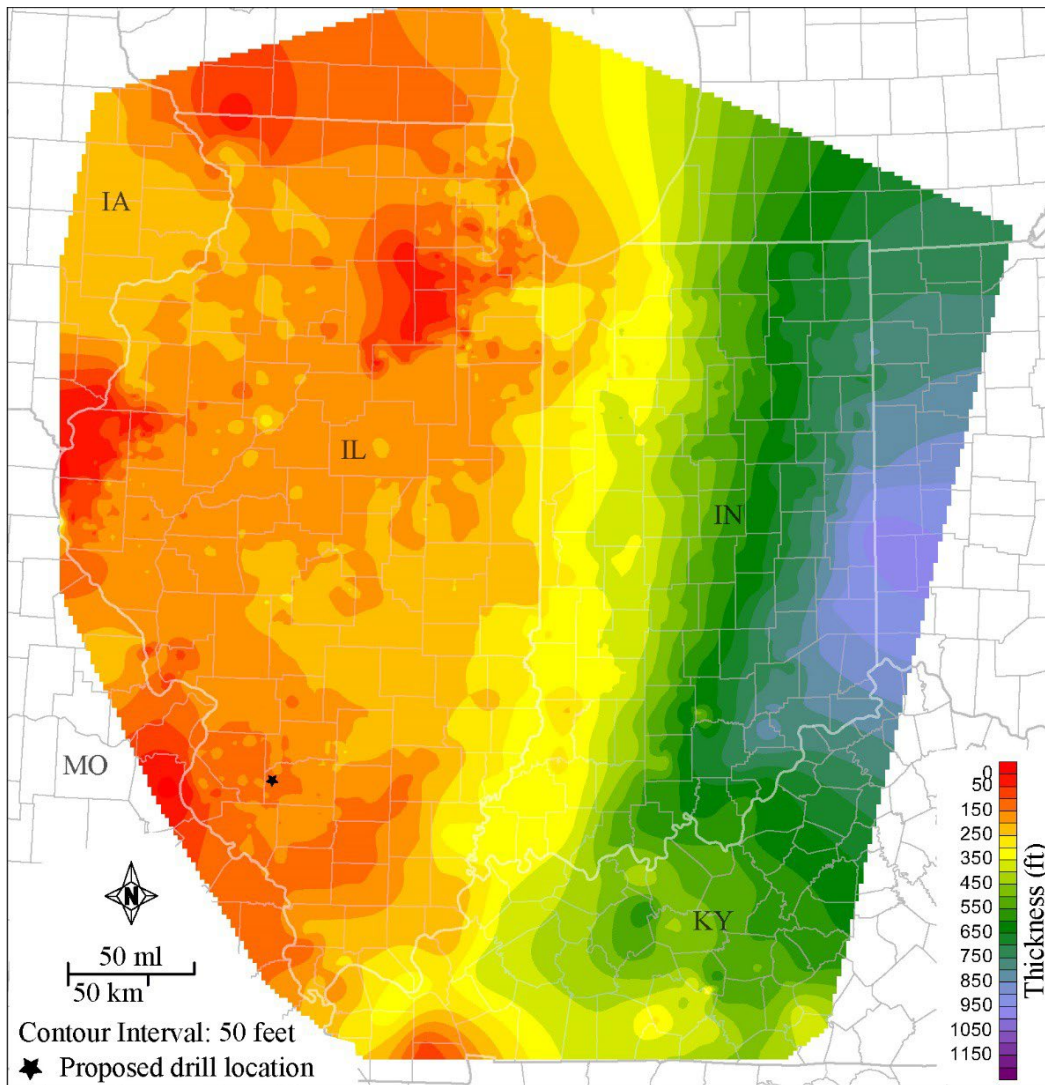 IA
IL
IN
MO
KY
N
50 ml
50 km
Contour Interval: 50 feet
Proposed drill location
0
50
150
250
350
450
550
650
750
850
950
1050
1150
Thickness (ft)